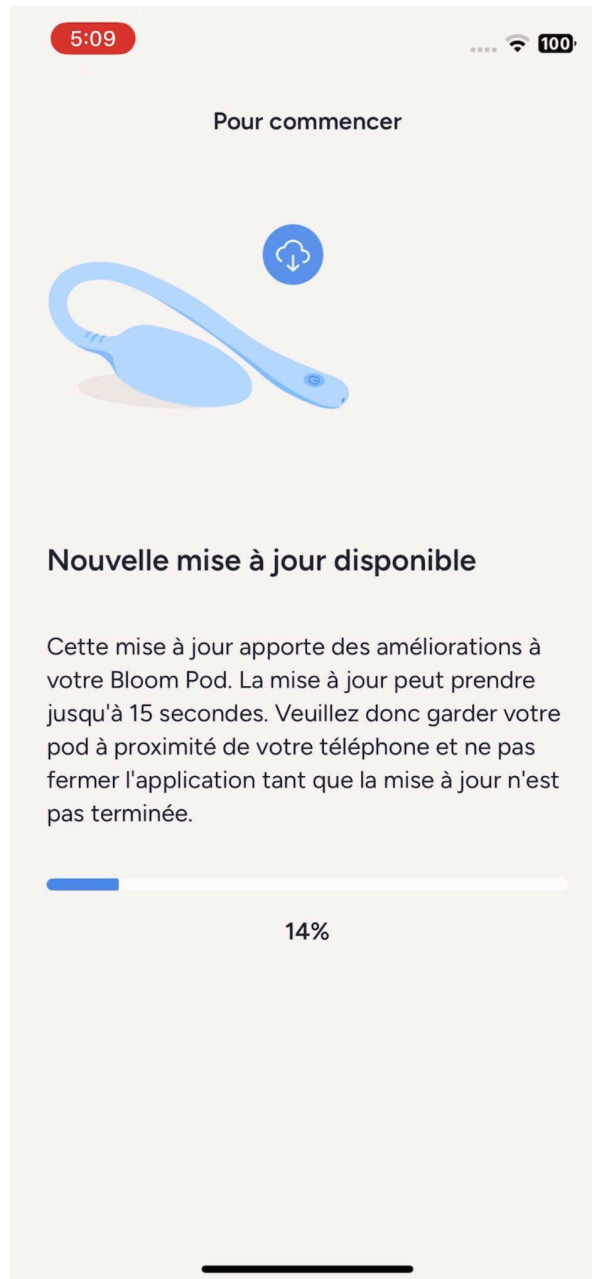 5:09
100
Pour commencer
Nouvelle mise à jour disponible
Cette mise à jour apporte des améliorations à
votre Bloom Pod. La mise à jour peut prendre
jusqu'à 15 secondes. Veuillez donc garder votre
pod à proximité de votre téléphone et ne pas
fermer l'application tant que la mise à jour n'est
pas terminée.
14%